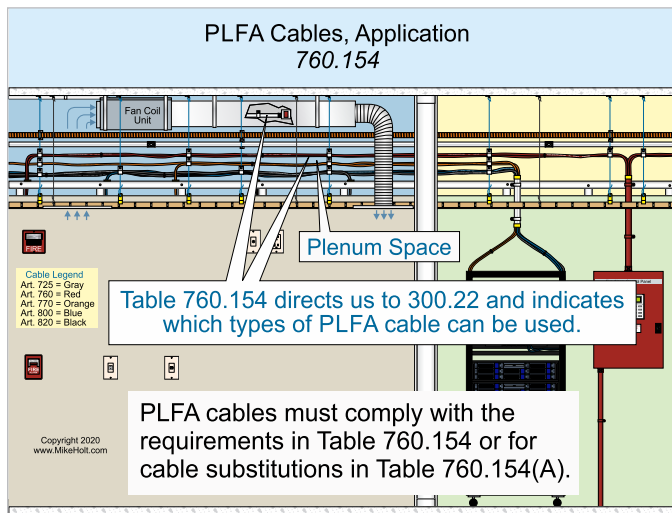 PLFA Cables, Application
760.154
Fan Coil
Unit
Plenum Space
FIRE
Cable Legend
Art. 725 = Gray
Art. 760 = Red
Art. 770 = Orange
Art. 800 = Blue
Art. 820 = Black
Table 760.154 directs us to 300.22 and indicates
which types of PLFA cable can be used.
Panel
FIRE
PLFA cables must comply with the
requirements in Table 760.154 or for
cable substitutions in Table 760.154(A).
Copyright 2020
www.MikeHolt.com